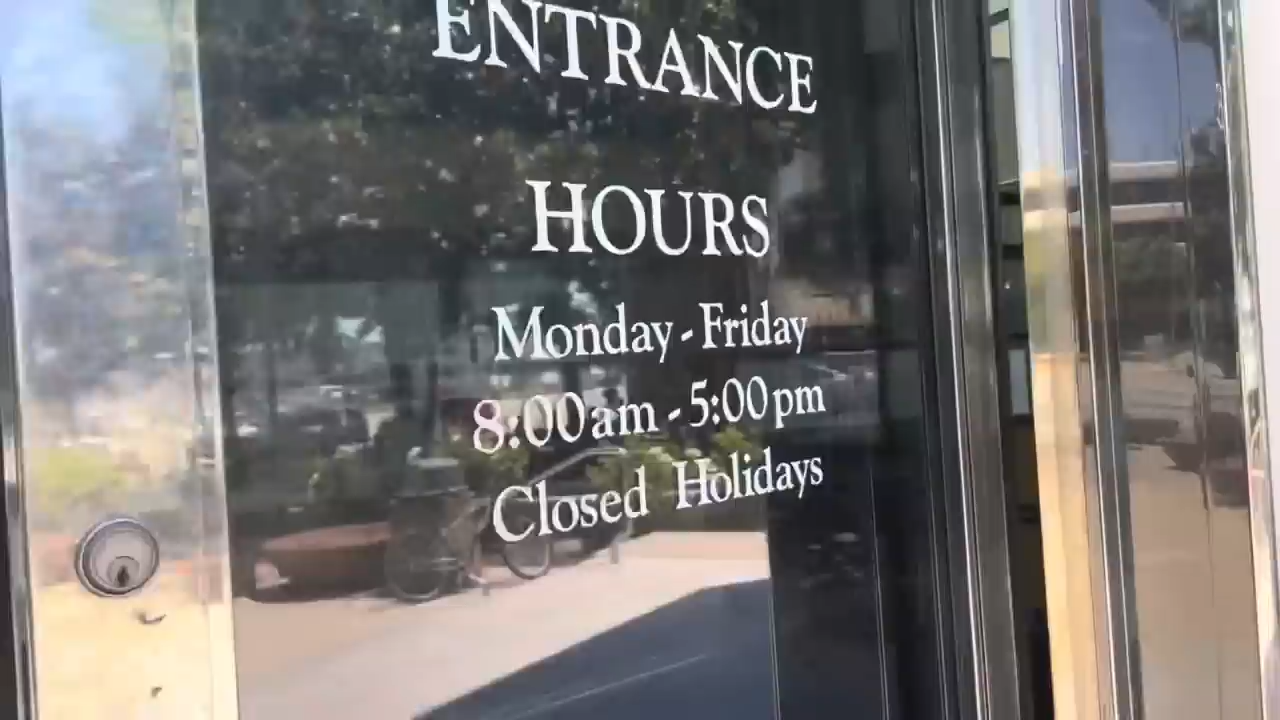 ENTRANCE
HOURS
Monday - Friday
8:00am - 5:00pm
Closed Holidays